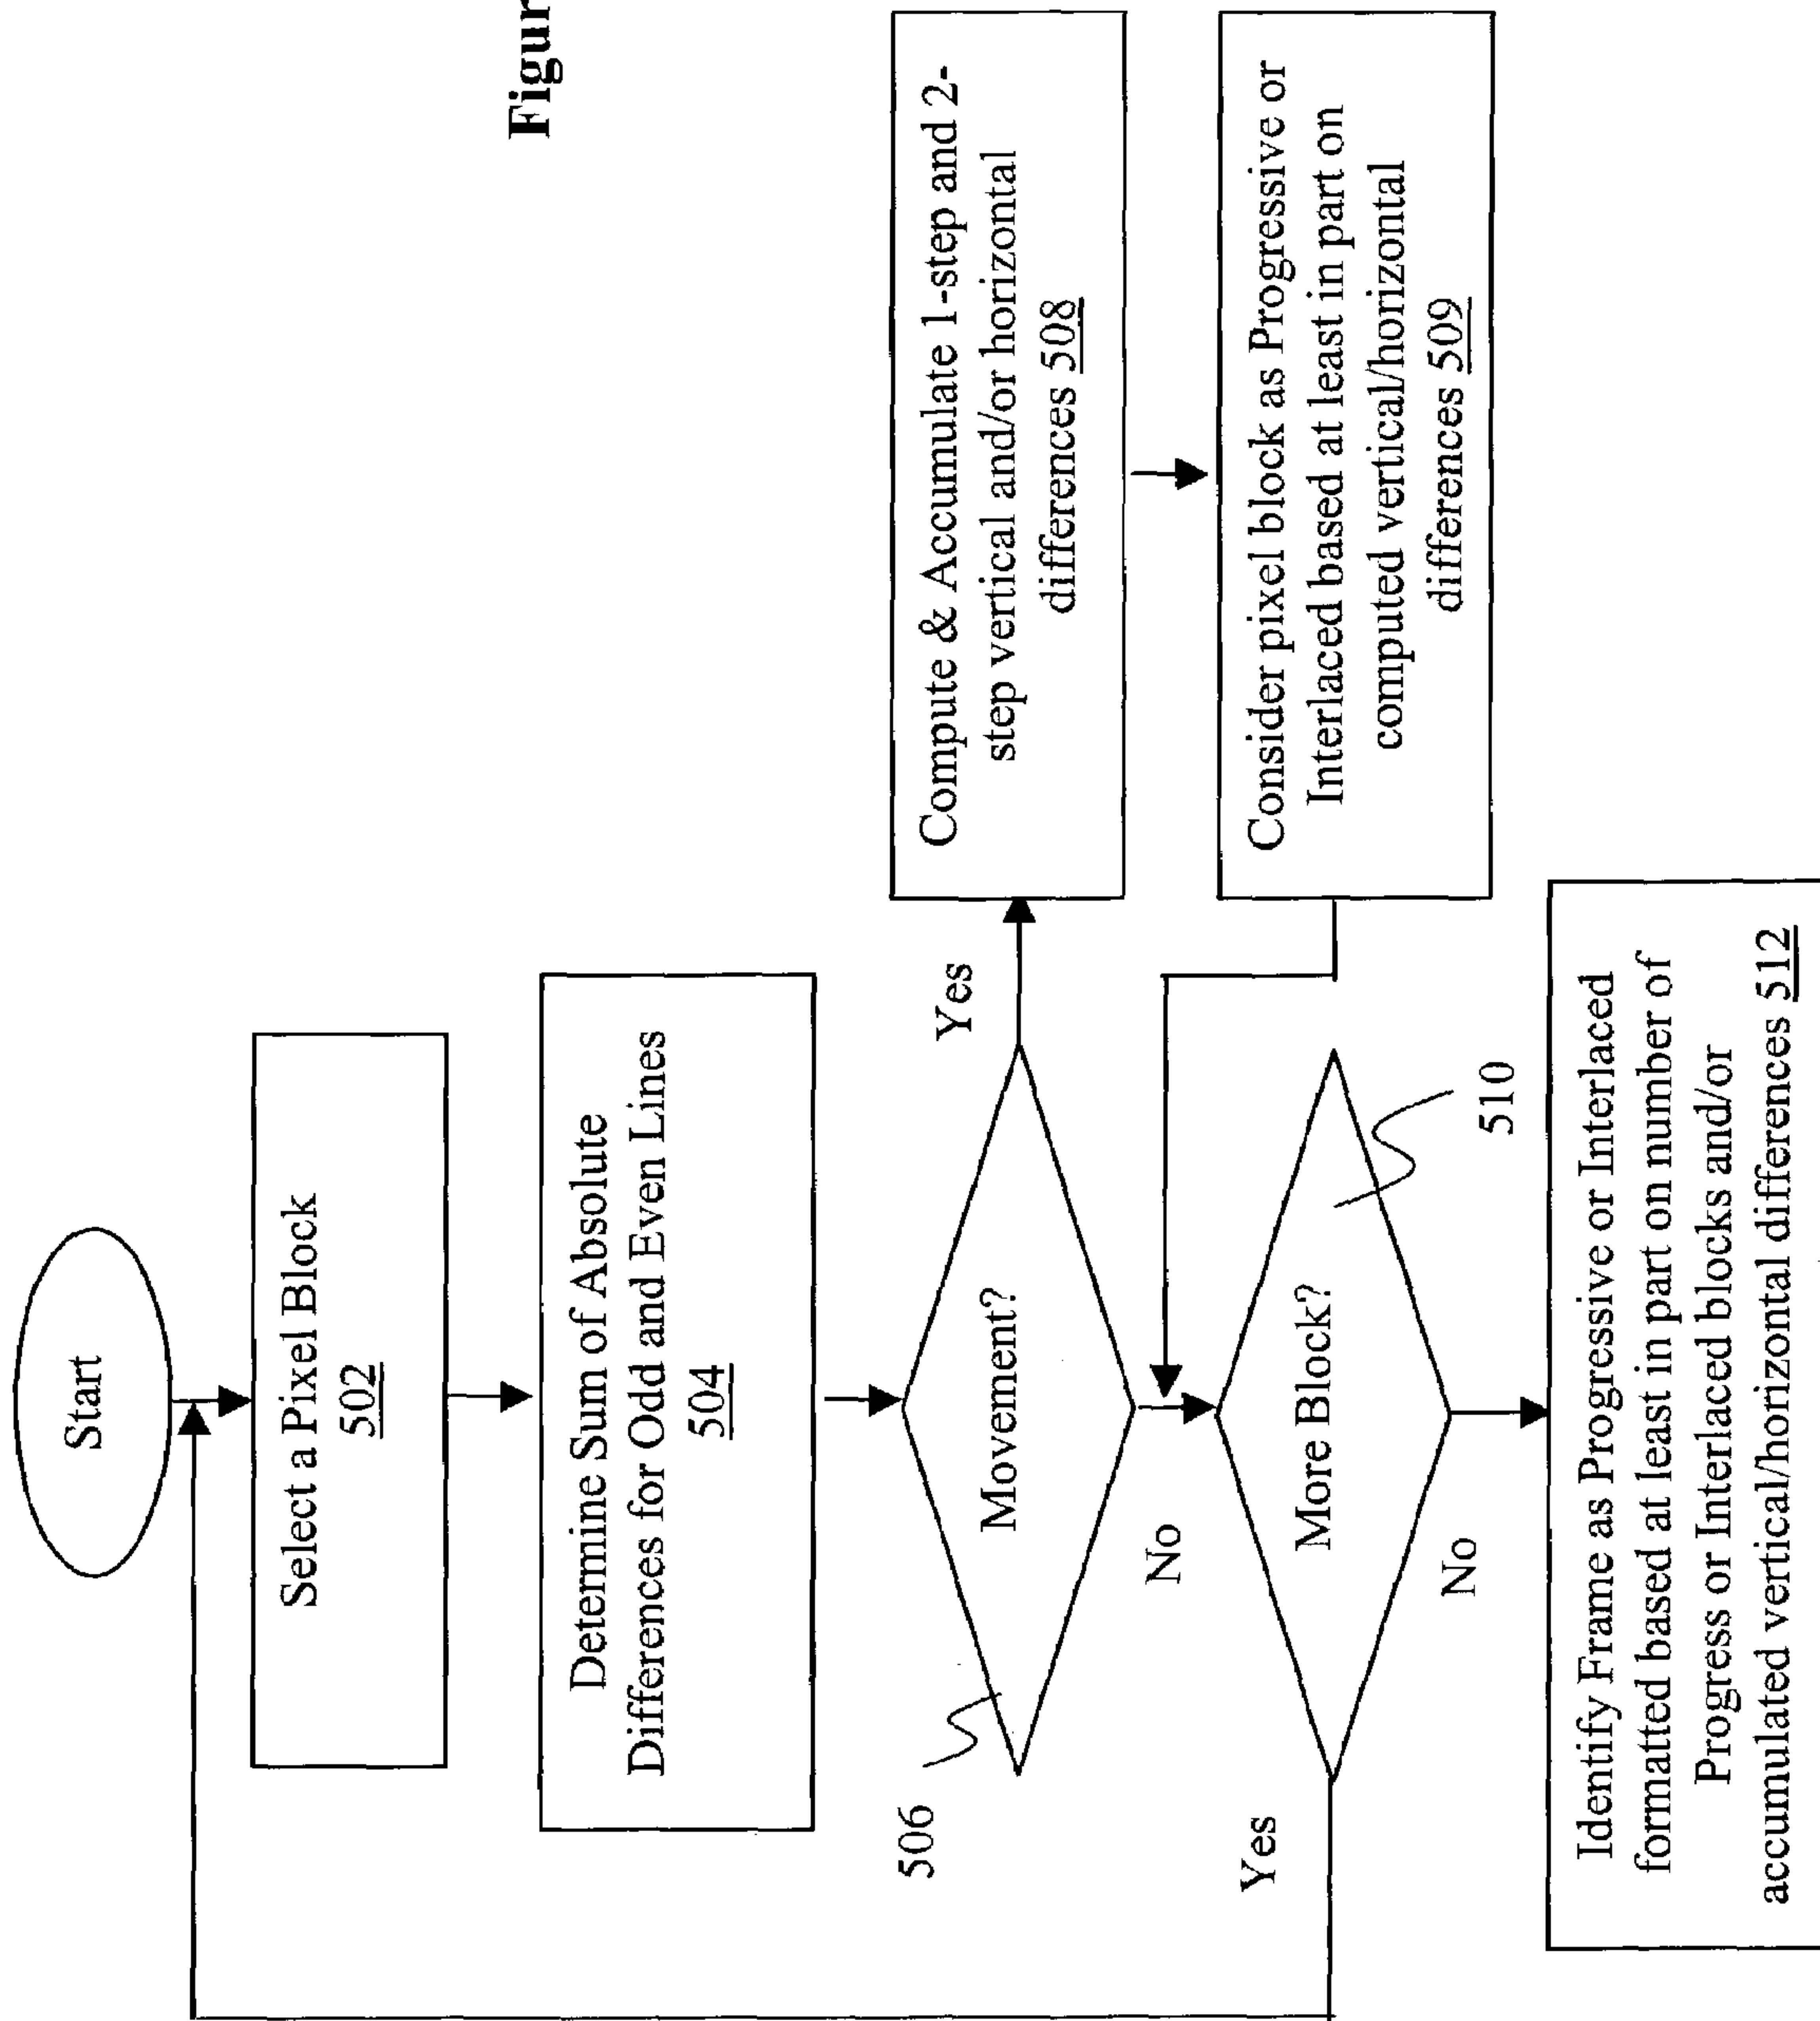 Start
Select a Pixel Block
502
Determine Sum of Absolute
Differences for Odd and Even Lines
504
Movement?
506
Yes
Compute & Accumulate 1-step and 2-
step vertical and/or horizontal
differences 508
Consider pixel block as Progressive or
Interlaced based at least in part on
computed vertical/horizontal
differences 509
No
More Block?
510
Yes
No
Identify Frame as Progressive or Interlaced
formatted based at least in part on number of
Progress or Interlaced blocks and/or
accumulated vertical/horizontal differences 512